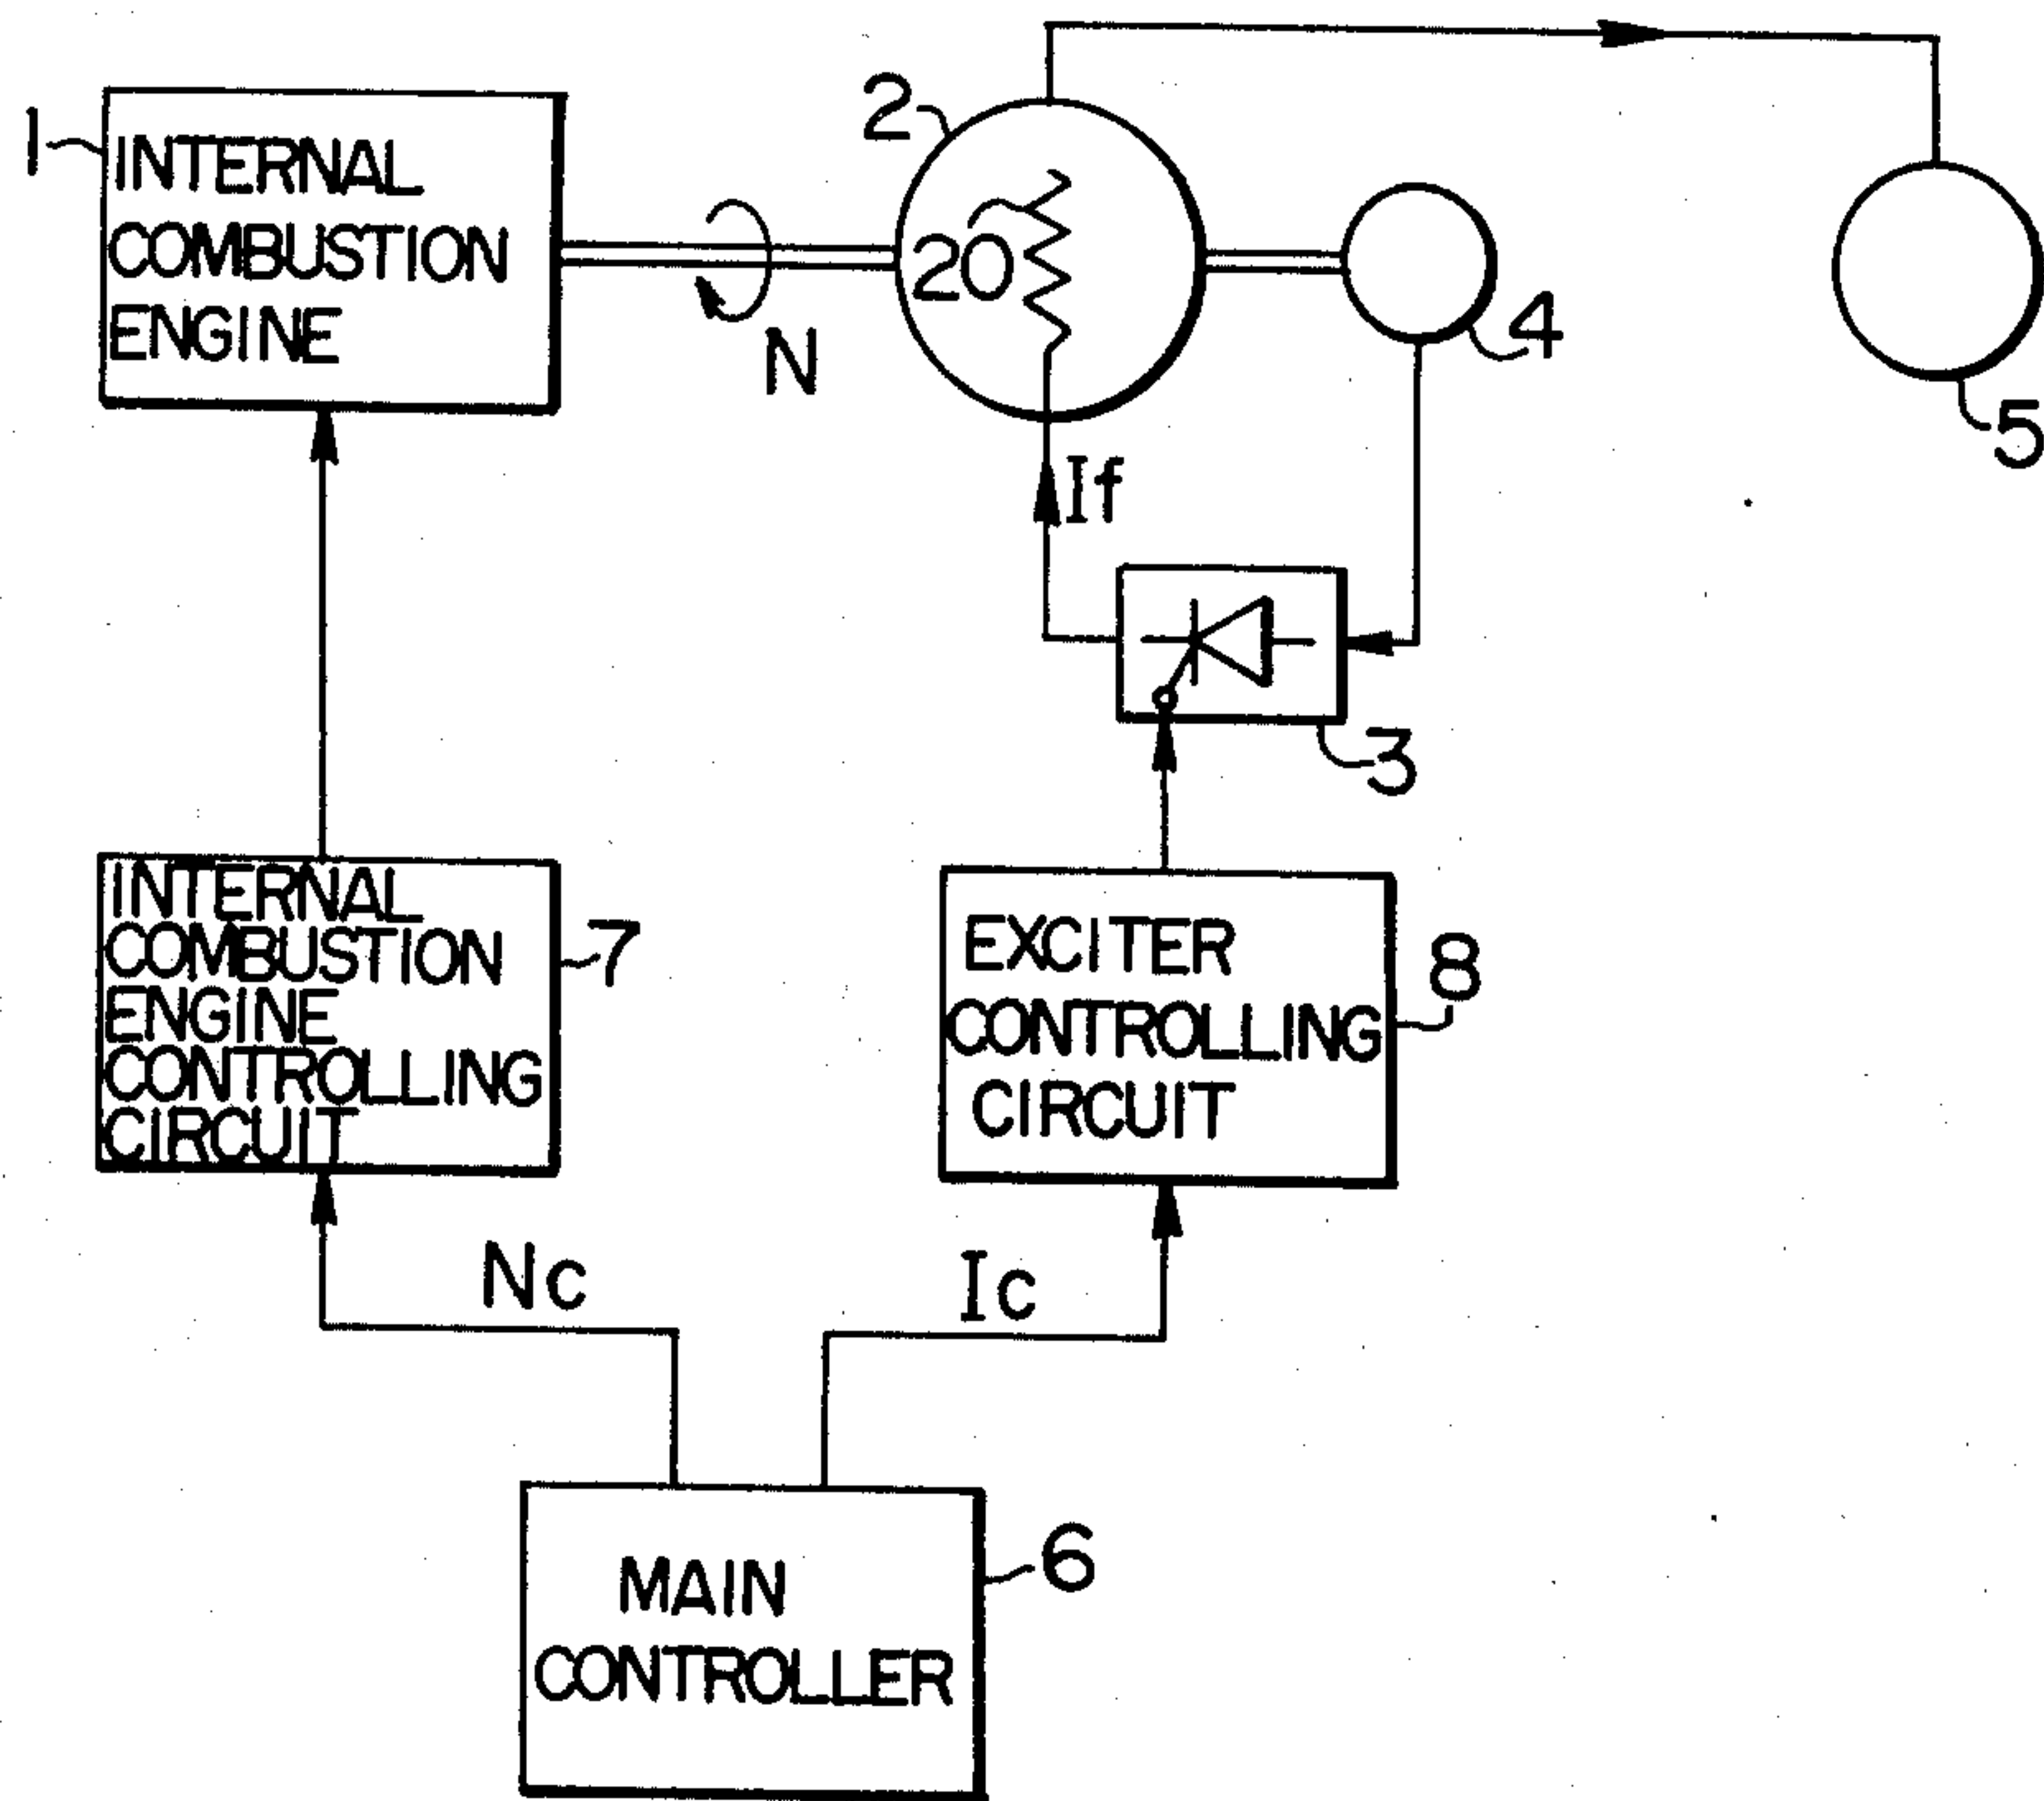 1
INTERNAL
COMBUSTION
ENGINE
N
2
20
4
5
If
3
INTERNAL
COMBUSTION
ENGINE
CONTROLLING
CIRCUIT
7
EXCITER
CONTROLLING
CIRCUIT
8
Nc
Ic
MAIN
CONTROLLER
6